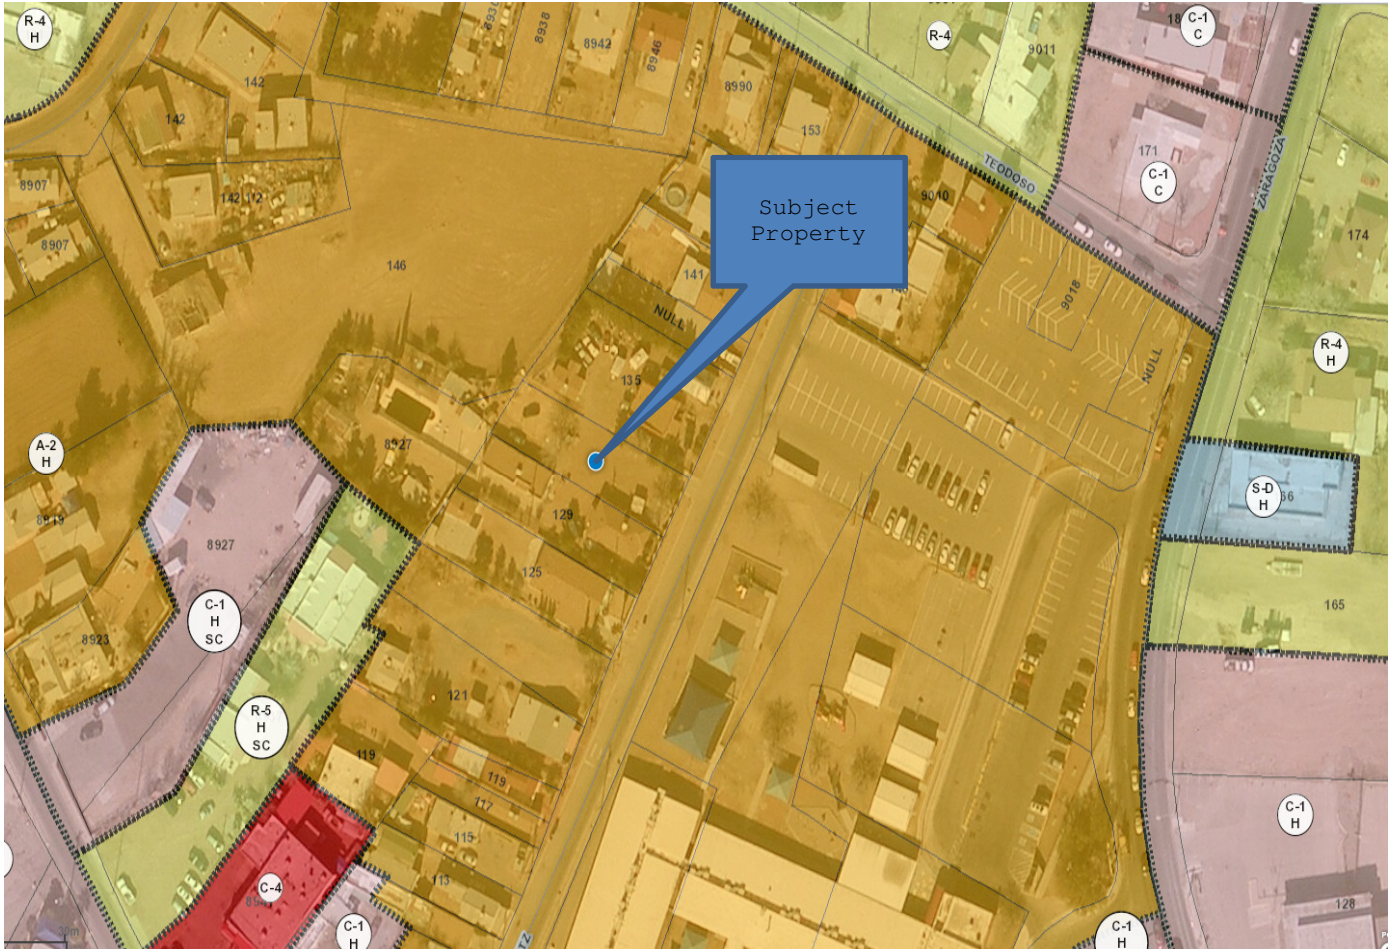 R-4
H
8938
8942
8946
R-4
9011
C-1
C
142
8990
142
153
171
C-1
C
TEODOSO
ZARAGOZA
8907
142
112
Subject
Property
9010
174
8907
146
141
9018
NULL
NULL
R-4
H
135
A-2
H
8927
S-D
H
66
8919
129
8927
125
C-1
H
SC
165
8923
121
R-5
H
SC
119
119
117
C-1
H
115
113
C-4
128
30m
C-1
H
C-1
H
TZ